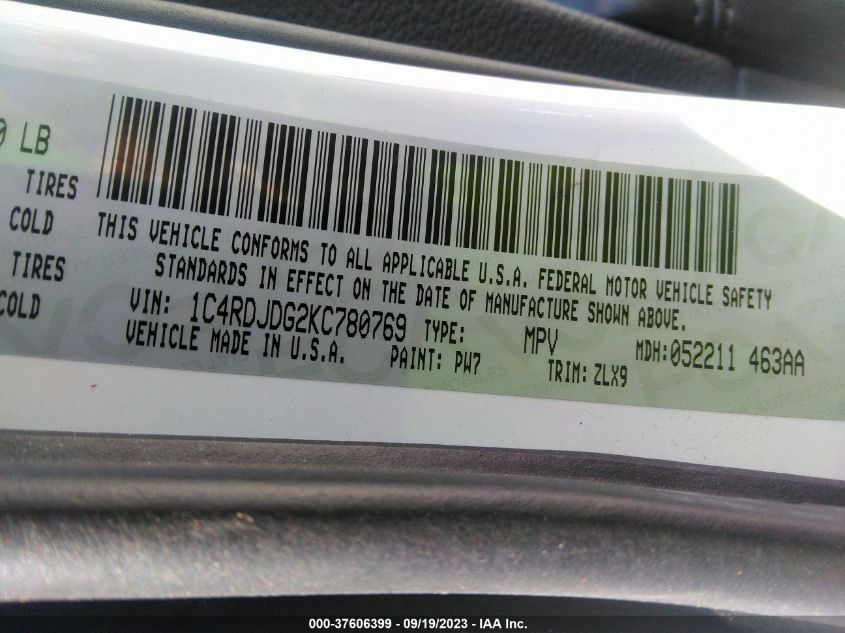 0 LB
TIRES
COLD
TIRES
COLD
THIS VEHICLE CONFORMS TO ALL APPLICABLE U.S.A. FEDERAL MOTOR VEHICLE SAFETY
STANDARDS IN EFFECT ON THE DATE OF MANUFACTURE SHOWN ABOVE.
VIN: 1C4RDJDG2KC780769 TYPE: MPV MDH:052211 463AA
VEHICLE MADE IN U.S.A. PAINT: PW7 TRIM: ZLX9
000-37606399 - 09/19/2023 - IAA Inc.